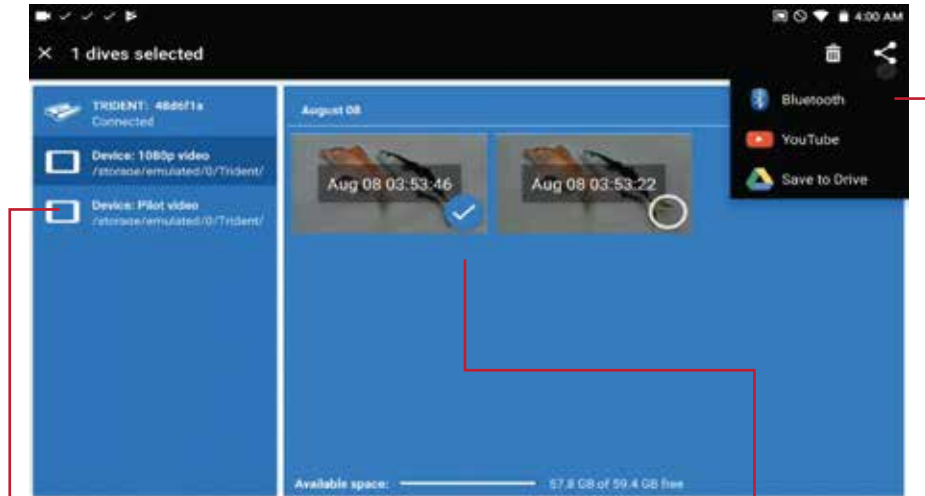 4:00 AM
1 dives selected
TRIDENT: 48d6f1a
Connected
Device: 1080p video
/storage/emulated/0/Trident/
Device: Pilot video
/storage/emulated/0/Trident/
August 08
Aug 08 03:53:46
Aug 08 03:53:22
Bluetooth
YouTube
Save to Drive
Available space:
57.8 GB of 59.4 GB free